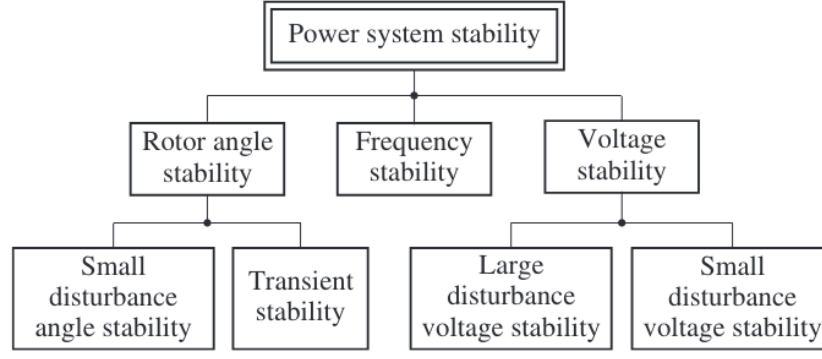 Power system stability
Rotor angle
stability
Frequency
stability
Voltage
stability
Small
disturbance
angle stability
Transient
stability
Large
disturbance
voltage stability
Small
disturbance
voltage stability